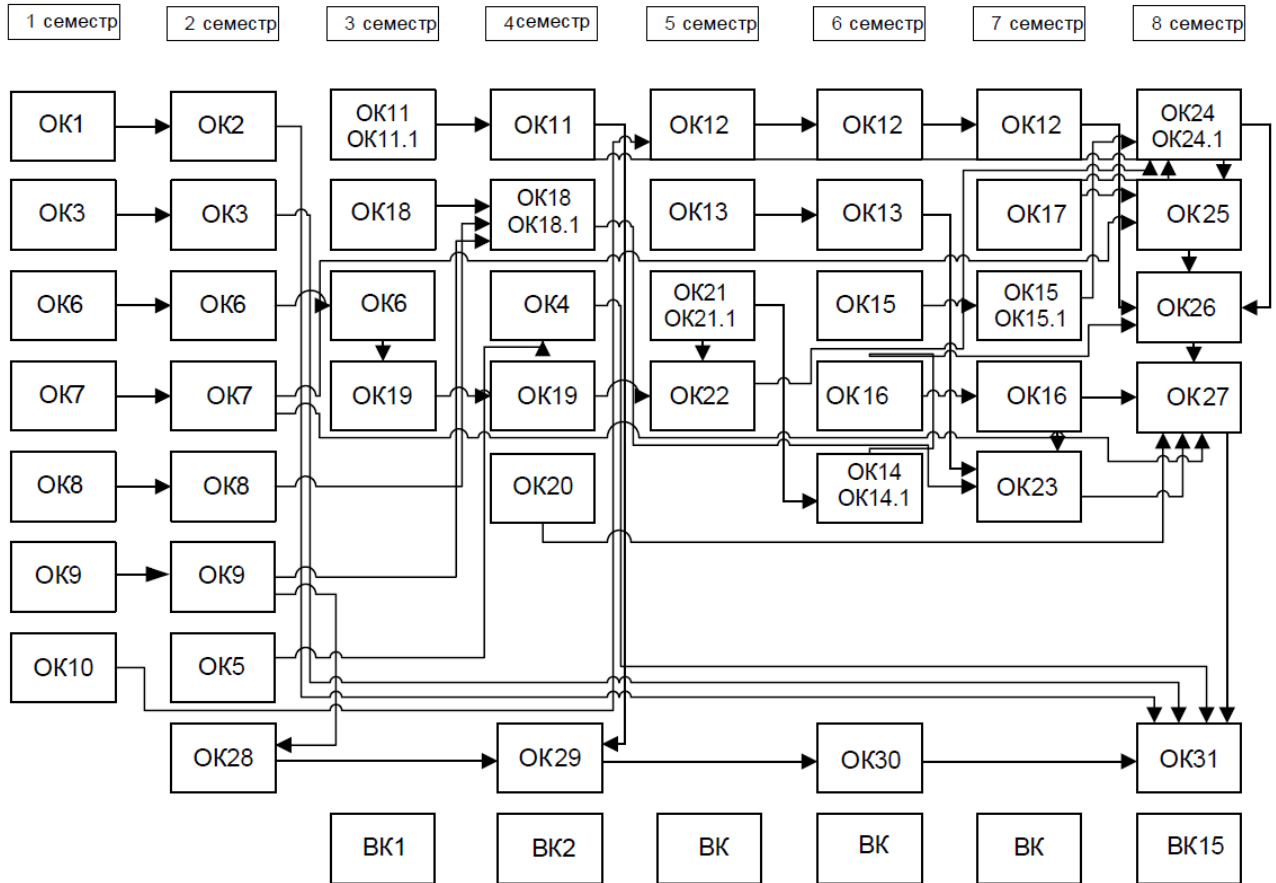 1 семестр
2 семестр
3 семестр
4семестр
5 семестр
6 семестр
7 семестр
8 семестр
ОК1
ОК2
ОК11
ОК11.1
ОК11
ОК12
ОК12
ОК12
ОК24
ОК24.1
ОК3
ОК3
ОК18
ОК18
ОК18.1
ОК13
ОК13
ОК17
ОК25
ОК6
ОК6
ОК6
ОК4
ОК21
ОК21.1
ОК15
ОК15
ОК15.1
ОК26
ОК7
ОК7
ОК19
ОК19
ОК22
ОК16
ОК16
ОК27
ОК8
ОК8
ОК20
ОК14
ОК14.1
ОК23
ОК9
ОК9
ОК10
ОК5
ОК28
ОК29
ОК30
ОК31
ВК1
ВК2
ВК
ВК
ВК
ВК15